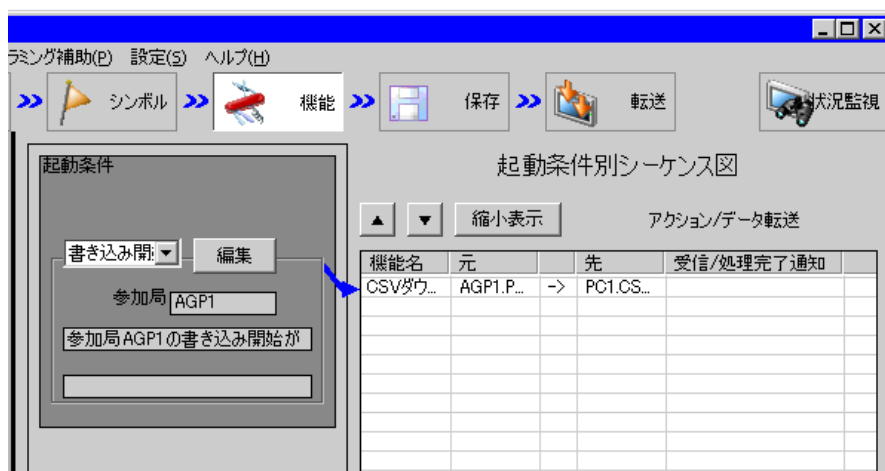 ラミング補助(P) 設定(S) ヘルプ(H)
シンボル 機能 保存 転送 状況監視
起動条件
起動条件別シーケンス図
▲ ▼ 縮小表示 アクション/データ転送
書き込み開 編集
機能名 元 先 受信/処理完了通知
CSVダウ... AGP1.P... -> PC1.CS...
参加局 AGP1
参加局AGP1の書き込み開始が